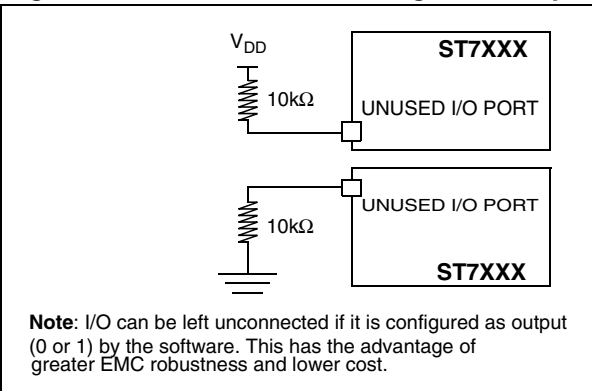 VDD
ST7XXX
10kΩ
UNUSED I/O PORT
UNUSED I/O PORT
10kΩ
ST7XXX
Note: I/O can be left unconnected if it is configured as output
(0 or 1) by the software. This has the advantage of
greater EMC robustness and lower cost.